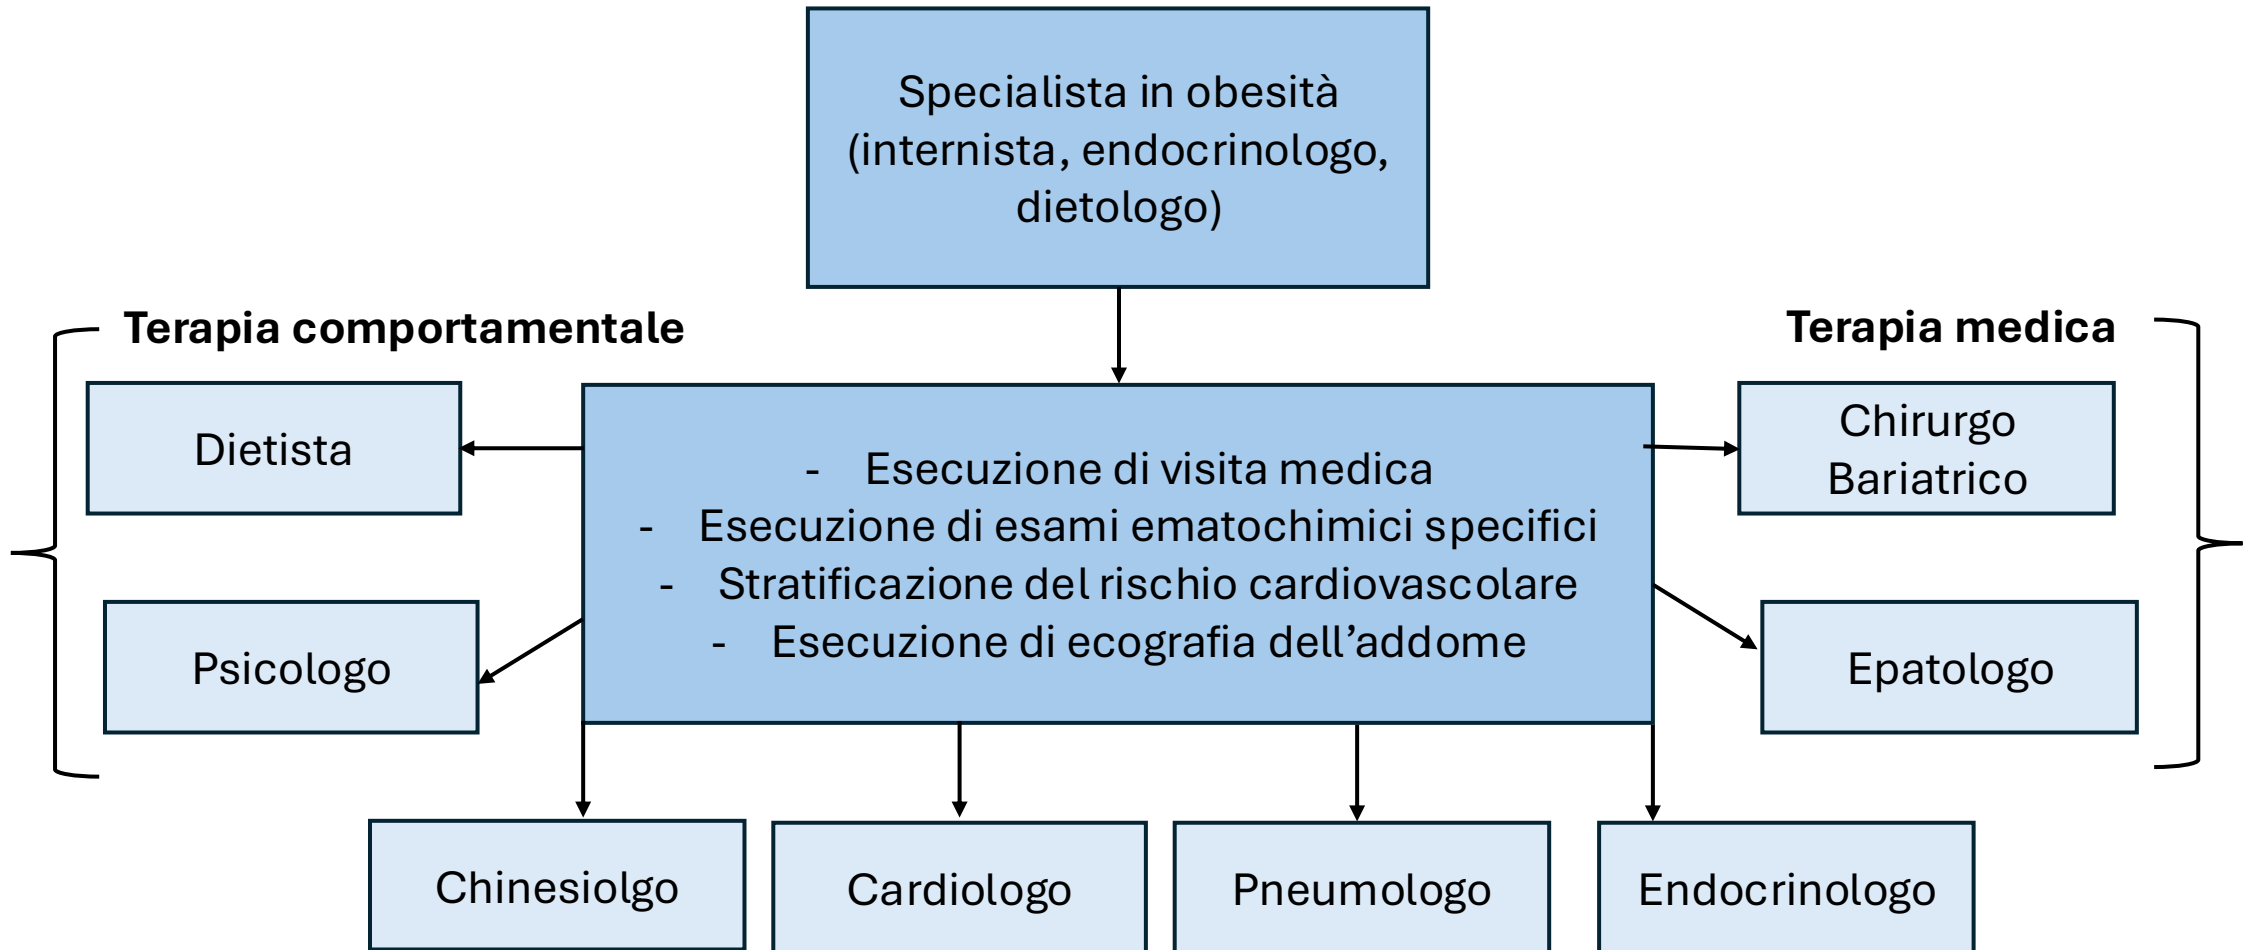 Specialista in obesità
(internista, endocrinologo,
dietologo)
Terapia comportamentale
Terapia medica
Dietista
- Esecuzione di visita medica
- Esecuzione di esami ematochimici specifici
- Stratificazione del rischio cardiovascolare
- Esecuzione di ecografia dell’addome
Chirurgo
Bariatrico
Psicologo
Epatologo
Chinesiolgo
Cardiologo
Pneumologo
Endocrinologo